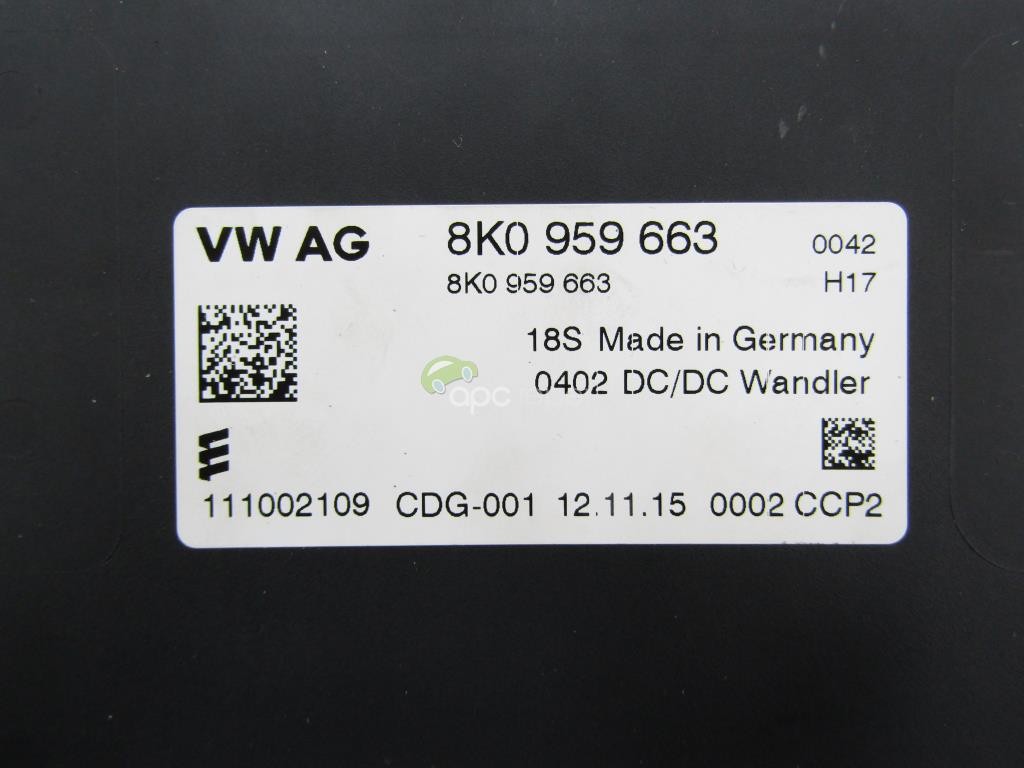 VW AG 8K0 959 663 0042
8K0 959 663 H17
18S Made in Germany
0402 DC/DC Wandler
apc
111002109 CDG-001 12.11.15 0002 CCP2